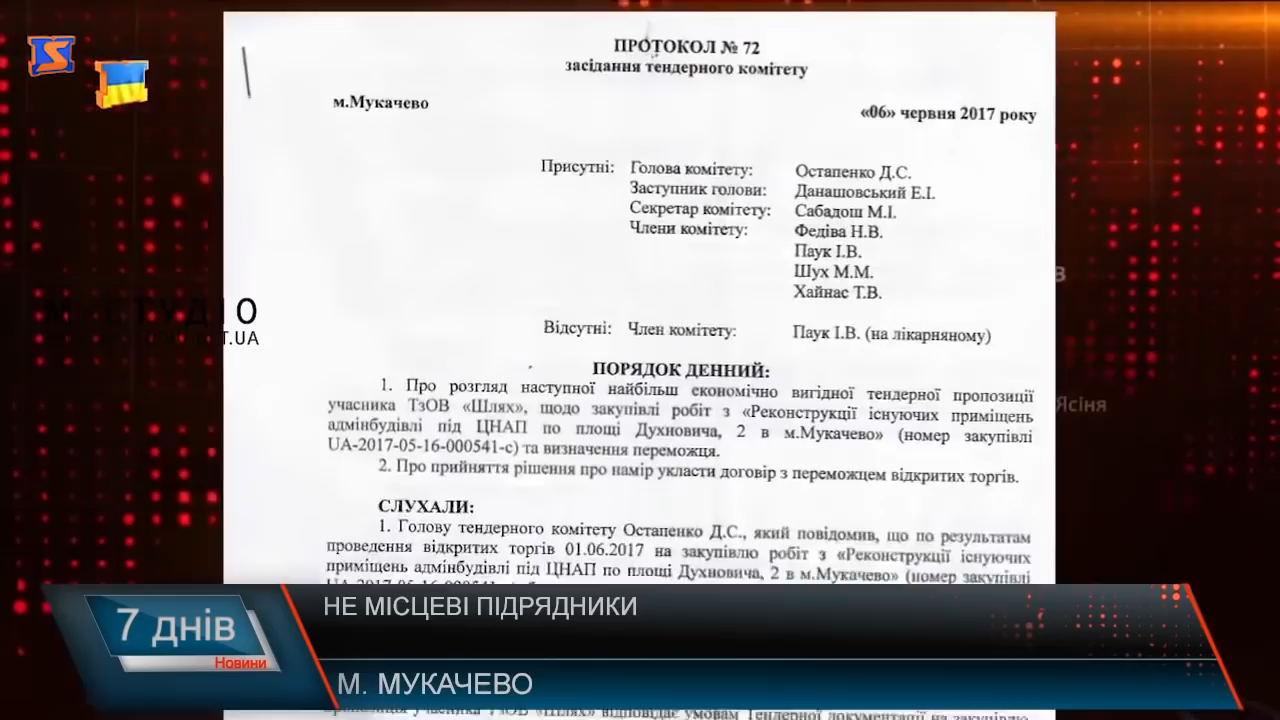 ПРОТОКОЛ № 72
засідання тендерного комітету
м.Мукачево
«06» червня 2017 року
Присутні: Голова комітету: Остапенко Д.С.
Заступник голови: Данашовський Е.І.
Секретар комітету: Сабадош М.І.
Члени комітету: Федіва Н.В.
Паук І.В.
Шух М.М.
Хайнас Т.В.
Відсутні: Член комітету: Паук І.В. (на лікарняному)
ПОРЯДОК ДЕННИЙ:
1. Про розгляд наступної найбільш економічно вигідної тендерної пропозиції
учасника ТзОВ «Шлях», щодо закупівлі робіт з «Реконструкції існуючих приміщень
адмінбудівлі під ЦНАП по площі Духновича, 2 в м.Мукачево» (номер закупівлі
UA-2017-05-16-000541-с) та визначення переможця.
2. Про прийняття рішення про намір укласти договір з переможцем відкритих торгів.
СЛУХАЛИ:
1. Голову тендерного комітету Остапенко Д.С., який повідомив, що по результатам
проведення відкритих торгів 01.06.2017 на закупівлю робіт з «Реконструкції існуючих
приміщень адмінбудівлі під ЦНАП по площі Духновича, 2 в м.Мукачево» (номер закупівлі
S
T.UA
Ясіня
7 днів
Новини
НЕ МІСЦЕВІ ПІДРЯДНИКИ
М. МУКАЧЕВО